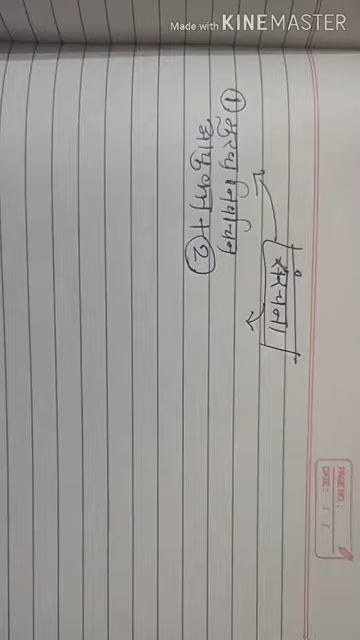 Made with KINEMASTER
PAGE NO.:
DATE: / /
संरचना
① मुख्य निर्वाचन
आयुक्त + ②